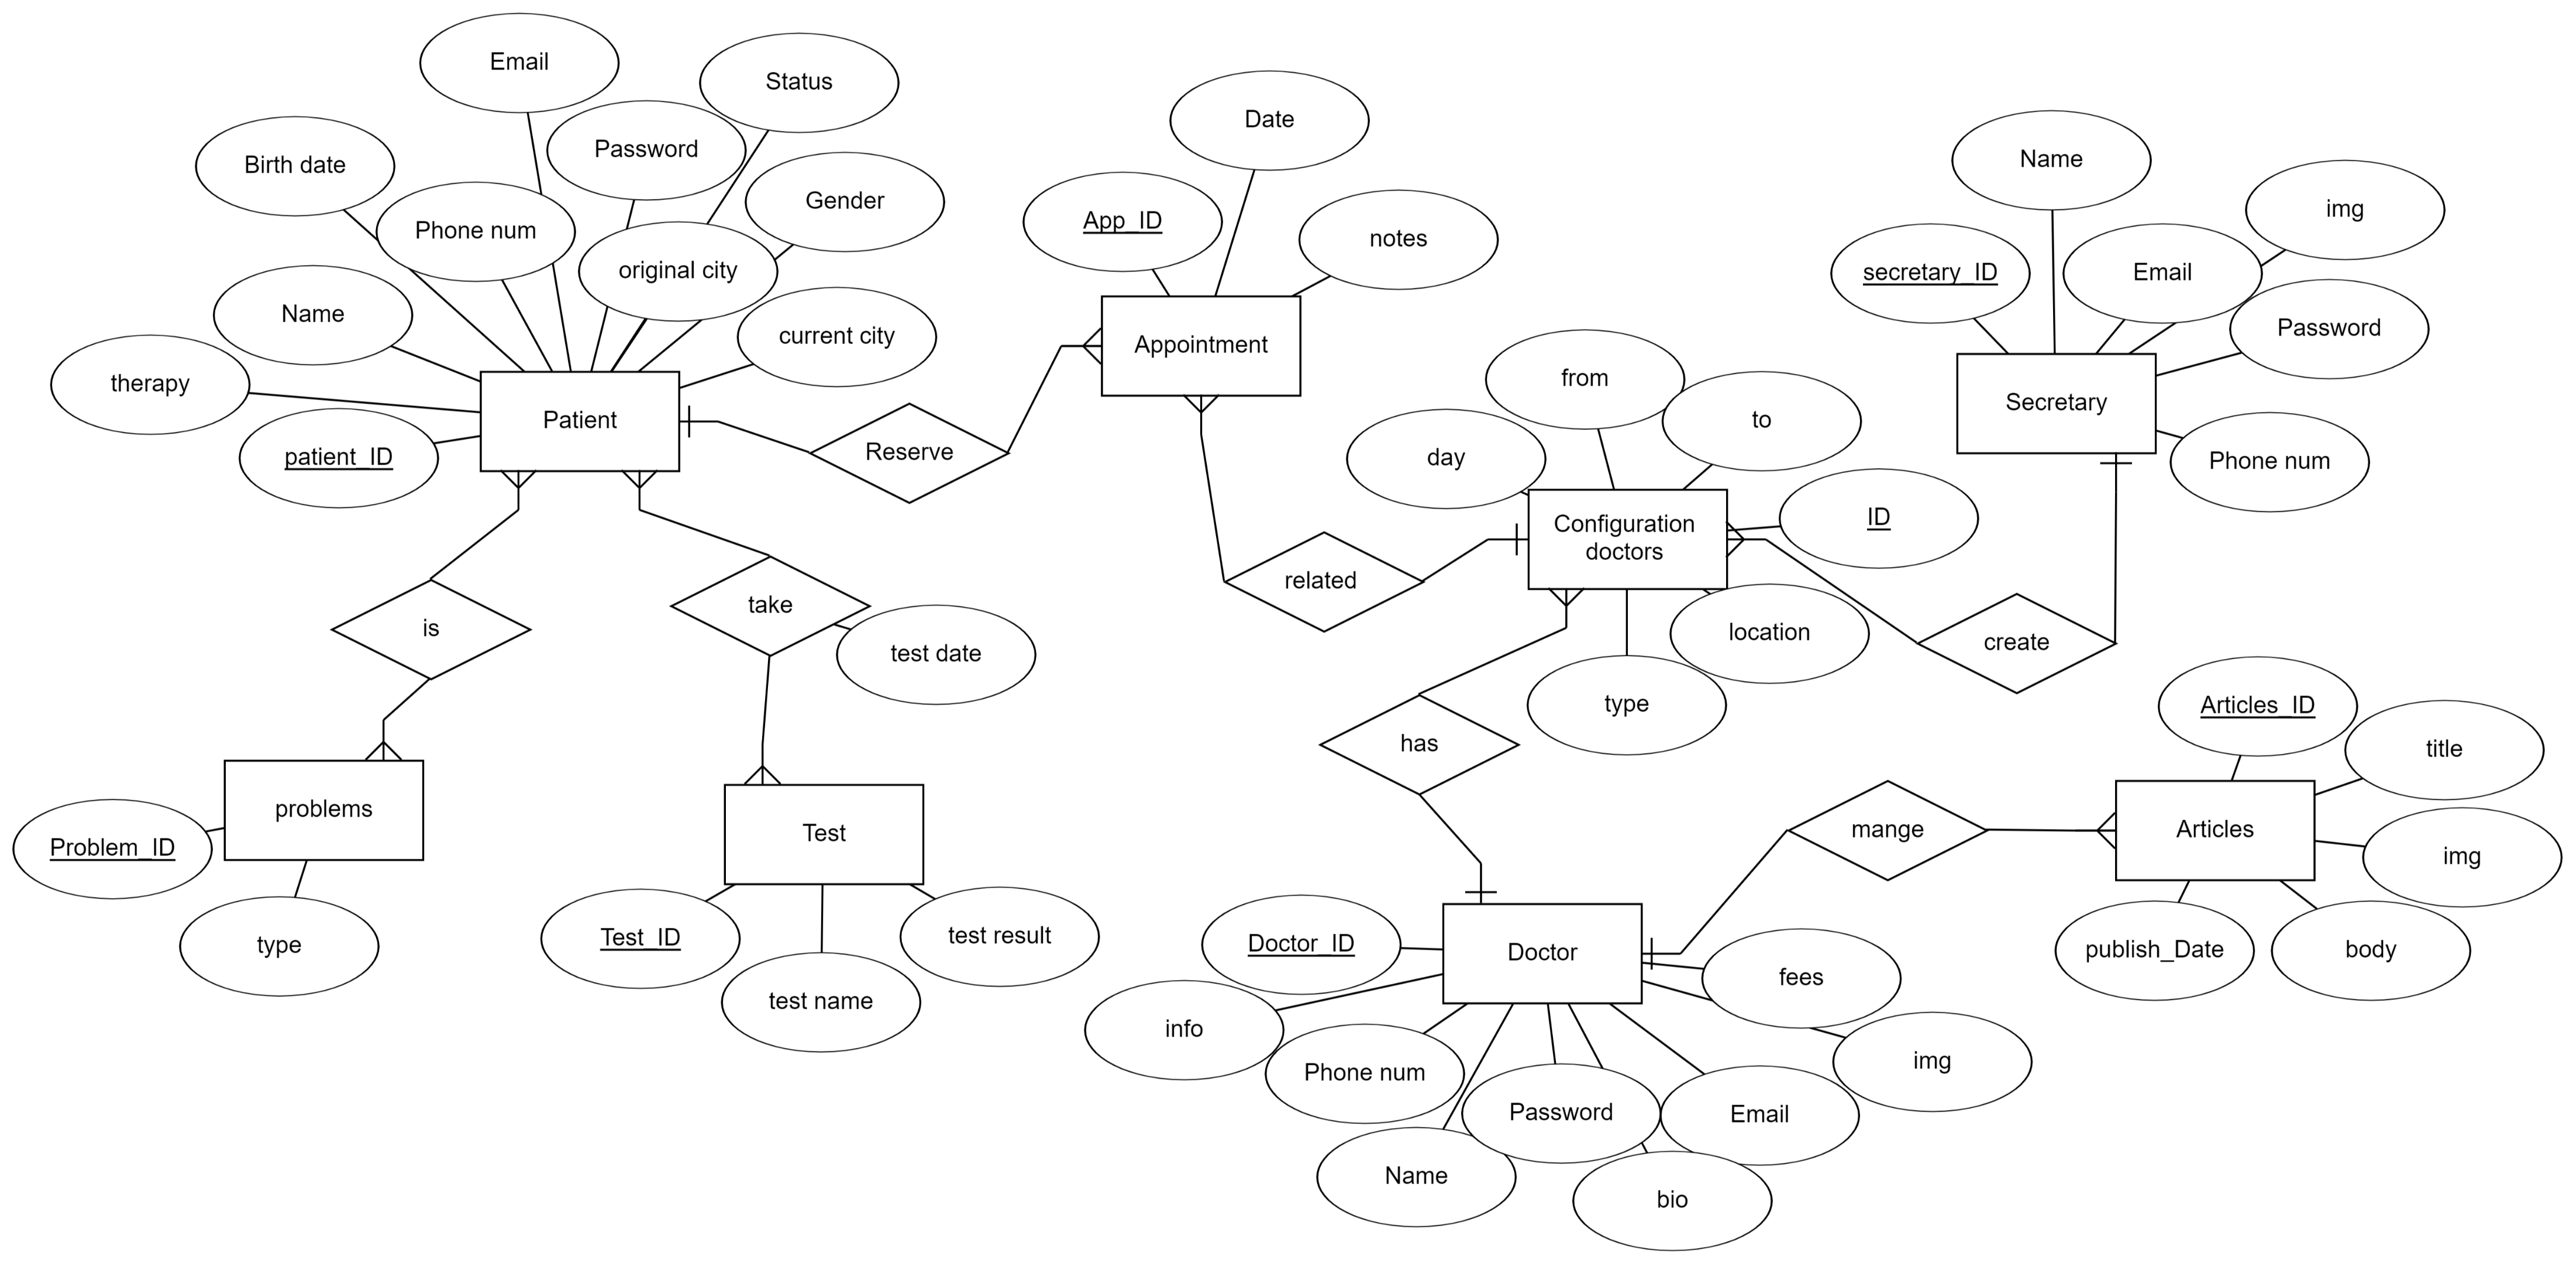 Email
Status
Password
Birth date
Gender
Phone num
original city
Name
current city
therapy
Patient
patient_ID
Reserve
is
take
test date
problems
Problem_ID
type
Test
Test_ID
test result
test name
Date
App_ID
notes
Appointment
from
to
day
Configuration
doctors
ID
related
location
type
has
create
Name
img
secretary_ID
Email
Password
Secretary
Phone num
Articles_ID
title
mange
Articles
img
publish_Date
body
Doctor_ID
Doctor
fees
info
img
Phone num
Password
Email
Name
bio